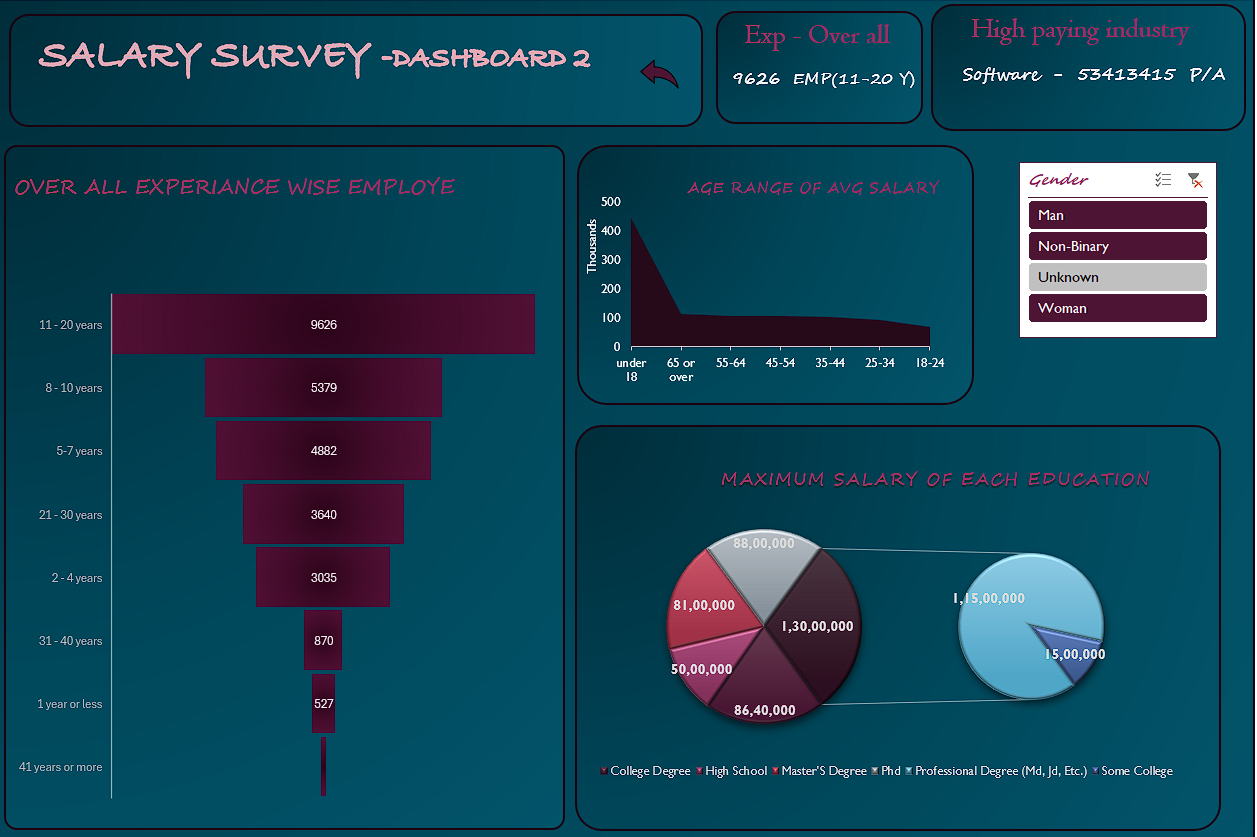 SALARY SURVEY -DASHBOARD 2
Exp - Over all
9626 EMP(11-20 Y)
High paying industry
Software - 53413415 P/A
OVER ALL EXPERIANCE WISE EMPLOYE
11 - 20 years
9626
8 - 10 years
5379
5-7 years
4882
21 - 30 years
3640
2 - 4 years
3035
31 - 40 years
870
1 year or less
527
41 years or more
AGE RANGE OF AVG SALARY
Thousands
500
400
300
200
100
0
under 18
65 or over
55-64
45-54
35-44
25-34
18-24
Gender
Man
Non-Binary
Unknown
Woman
MAXIMUM SALARY OF EACH EDUCATION
88,00,000
81,00,000
1,30,00,000
50,00,000
86,40,000
1,15,00,000
15,00,000
College Degree High School Master'S Degree Phd Professional Degree (Md, Jd, Etc.) Some College